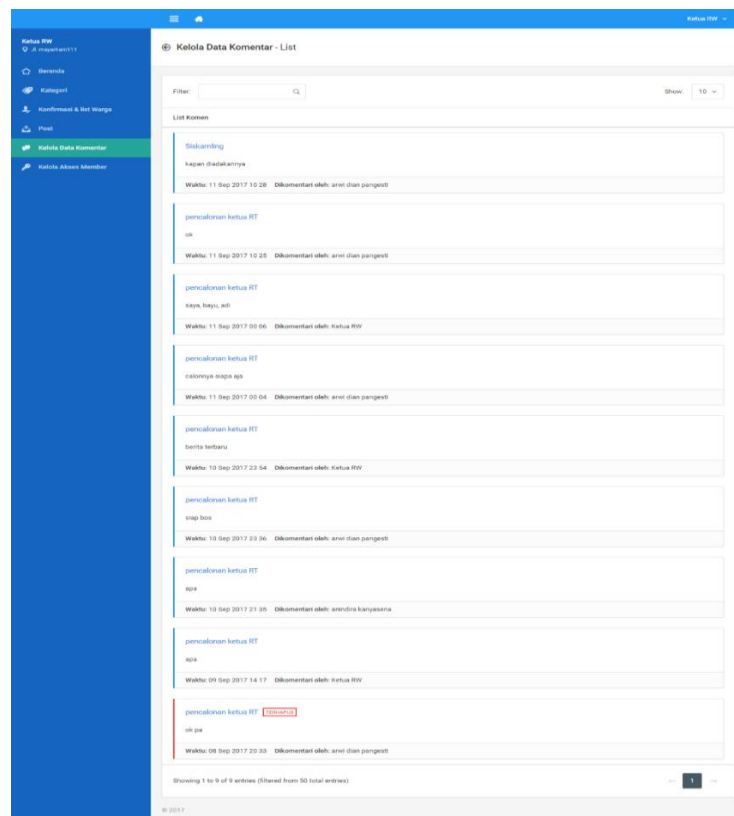 Ketua RW
Ketua RW
Jl. mayarhani111
Kelola Data Komentar - List
Beranda
Kategori
Konfirmasi & list Warga
Post
Kelola Data Komentar
Kelola Akses Member
Filter:
Show: 10
List Komen
Siskamling
kapan diadakannya
Waktu: 11 Sep 2017 10 28 Dikomentari oleh: arwi dian pangesti
pencalonan ketua RT
ok
Waktu: 11 Sep 2017 10 25 Dikomentari oleh: arwi dian pangesti
pencalonan ketua RT
saya, bayu, adi
Waktu: 11 Sep 2017 00 06 Dikomentari oleh: Ketua RW
pencalonan ketua RT
calonnya siapa aja
Waktu: 11 Sep 2017 00 04 Dikomentari oleh: arwi dian pangesti
pencalonan ketua RT
berita terbaru
Waktu: 10 Sep 2017 23 54 Dikomentari oleh: Ketua RW
pencalonan ketua RT
siap bos
Waktu: 10 Sep 2017 23 36 Dikomentari oleh: arwi dian pangesti
pencalonan ketua RT
apa
Waktu: 10 Sep 2017 21 35 Dikomentari oleh: anindira kanyasena
pencalonan ketua RT
apa
Waktu: 09 Sep 2017 14 17 Dikomentari oleh: Ketua RW
pencalonan ketua RT TERHAPUS
ok pa
Waktu: 08 Sep 2017 20 33 Dikomentari oleh: arwi dian pangesti
Showing 1 to 9 of 9 entries (filtered from 50 total entries)
← 1 →
© 2017